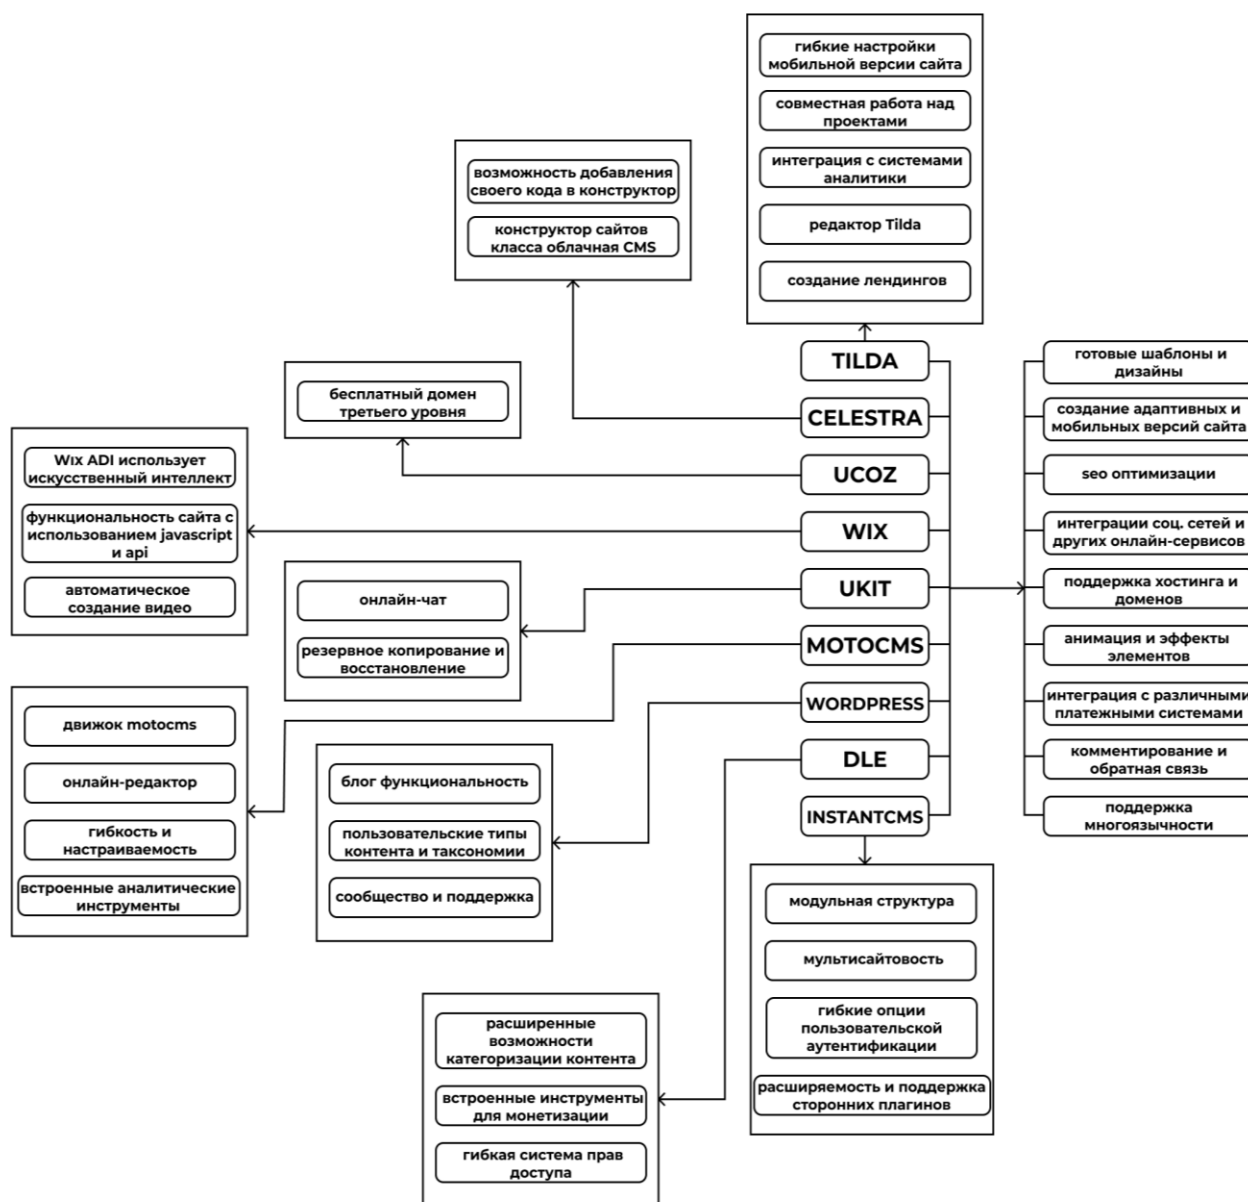 гибкие настройки
мобильной версии сайта
совместная работа над
проектами
интеграция с системами
аналитики
редактор Tilda
создание лендингов
возможность добавления
своего кода в конструктор
конструктор сайтов
класса облачная CMS
бесплатный домен
третьего уровня
Wix ADI использует
искусственный интеллект
функциональность сайта с
использованием javascript
и api
автоматическое
создание видео
онлайн-чат
резервное копирование и
восстановление
движок motocms
онлайн-редактор
гибкость и
настраиваемость
встроенные аналитические
инструменты
блог функциональность
пользовательские типы
контента и таксономии
сообщество и поддержка
расширенные
возможности
категоризации контента
встроенные инструменты
для монетизации
гибкая система прав
доступа
TILDA
CELESTRA
UCOZ
WIX
UKIT
MOTOCMS
WORDPRESS
DLE
INSTANTCMS
модульная структура
мультисайтовость
гибкие опции
пользовательской
аутентификации
расширяемость и поддержка
сторонних плагинов
готовые шаблоны и
дизайны
создание адаптивных и
мобильных версий сайта
seo оптимизации
интеграции соц. сетей и
других онлайн-сервисов
поддержка хостинга и
доменов
анимация и эффекты
элементов
интеграция с различными
платежными системами
комментирование и
обратная связь
поддержка
многоязычности